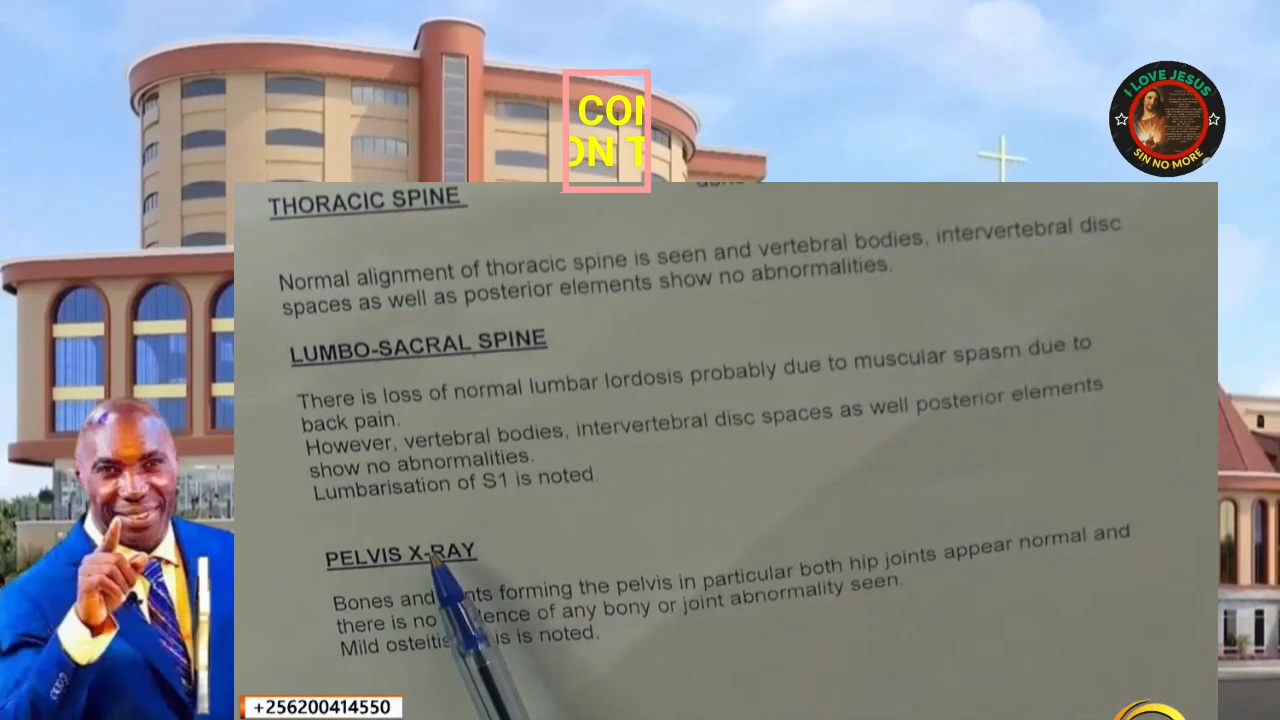 CON
ON T
I LOVE JESUS
SIN NO MORE
THORACIC SPINE
Normal alignment of thoracic spine is seen and vertebral bodies, intervertebral disc
spaces as well as posterior elements show no abnormalities.
LUMBO-SACRAL SPINE
There is loss of normal lumbar lordosis probably due to muscular spasm due to
back pain.
However, vertebral bodies, intervertebral disc spaces as well posterior elements
show no abnormalities.
Lumbarisation of S1 is noted.
PELVIS X-RAY
Bones and forming the pelvis in particular both hip joints appear normal and
there is no of any bony or joint abnormality seen.
Mild is noted.
+256200414550